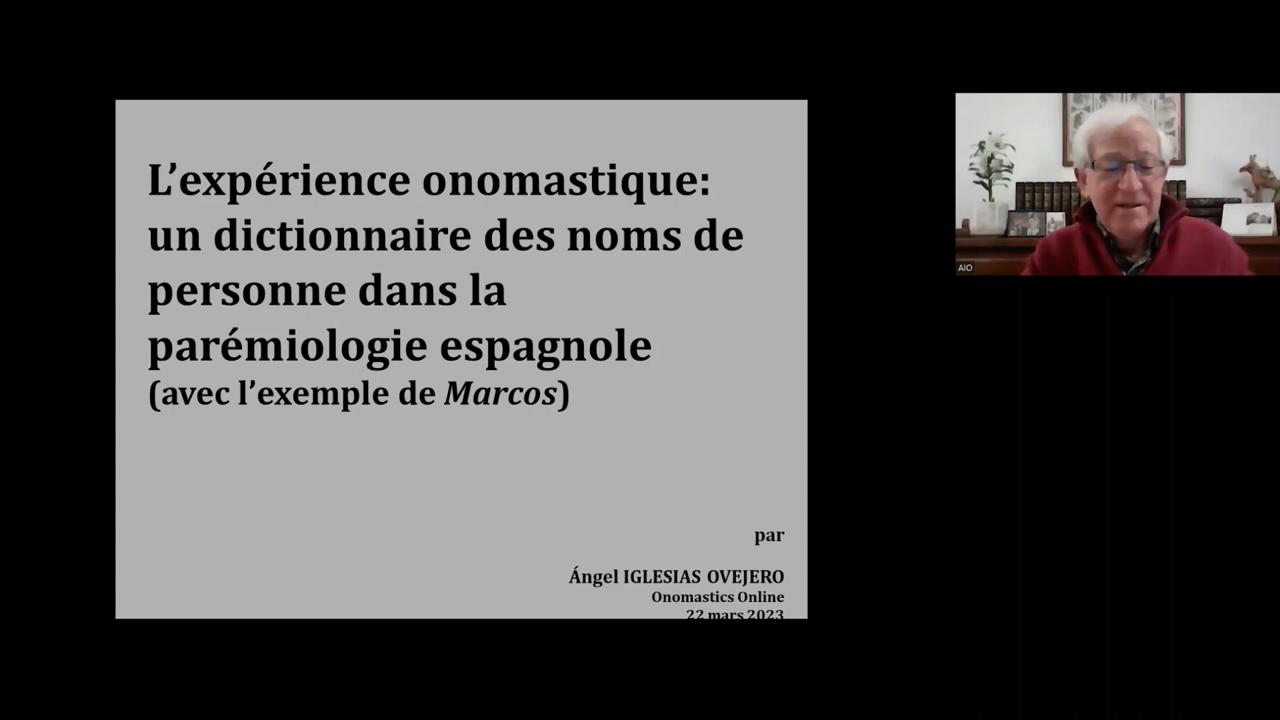 L’expérience onomastique:
un dictionnaire des noms de
personne dans la
parémiologie espagnole
(avec l’exemple de Marcos)
par
Ángel IGLESIAS OVEJERO
Onomastics Online
22 mars 2023
AIO